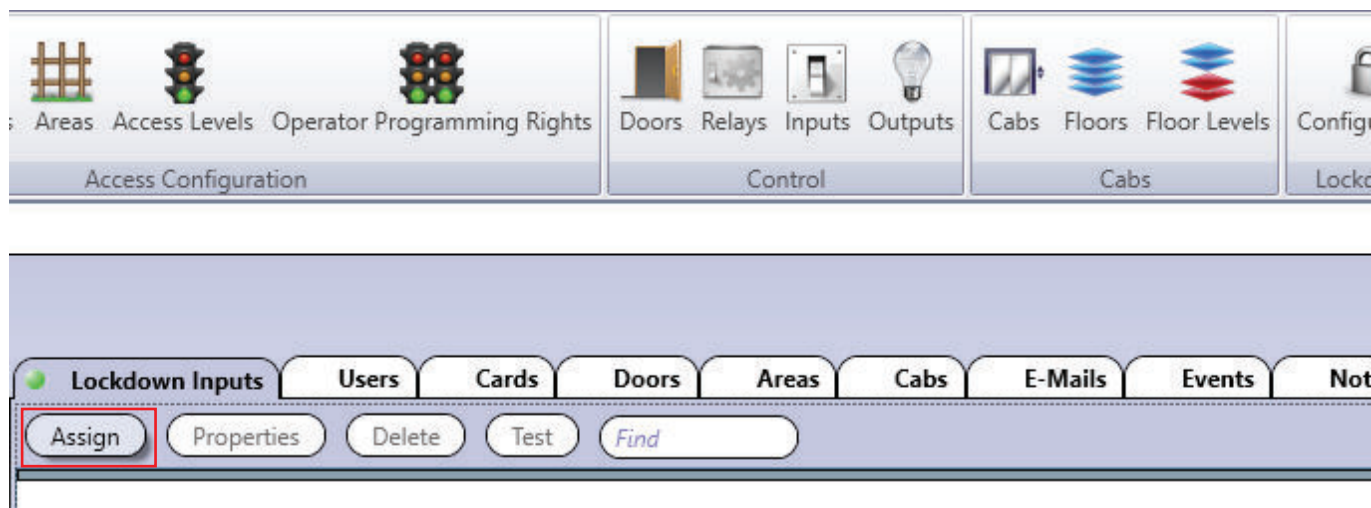 Areas Access Levels Operator Programming Rights Doors Relays Inputs Outputs Cabs Floors Floor Levels
Access Configuration Control Cabs
Lockdown Inputs Users Cards Doors Areas Cabs E-Mails Events
Assign Properties Delete Test Find